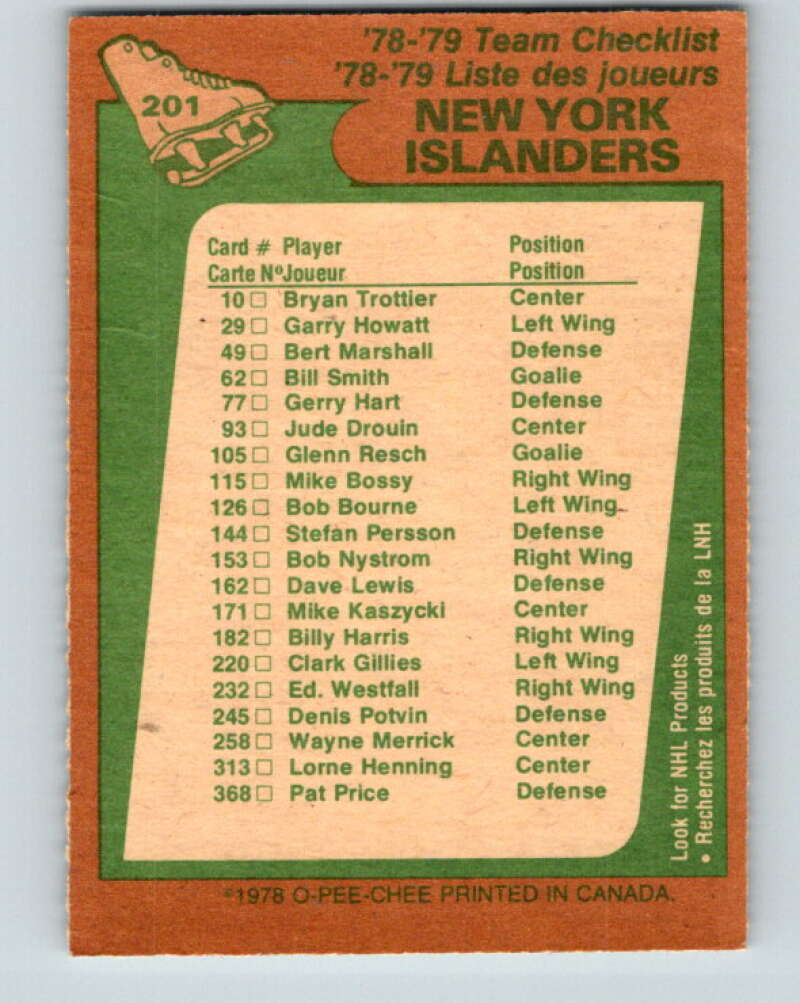 201
'78-'79 Team Checklist
'78-'79 Liste des joueurs
NEW YORK
ISLANDERS
Card # Player Position
Carte Nº Joueur Position
10 □ Bryan Trottier Center
29 □ Garry Howatt Left Wing
49 □ Bert Marshall Defense
62 □ Bill Smith Goalie
77 □ Gerry Hart Defense
93 □ Jude Drouin Center
105 □ Glenn Resch Goalie
115 □ Mike Bossy Right Wing
126 □ Bob Bourne Left Wing
144 □ Stefan Persson Defense
153 □ Bob Nystrom Right Wing
162 □ Dave Lewis Defense
171 □ Mike Kaszycki Center
182 □ Billy Harris Right Wing
220 □ Clark Gillies Left Wing
232 □ Ed. Westfall Right Wing
245 □ Denis Potvin Defense
258 □ Wayne Merrick Center
313 □ Lorne Henning Center
368 □ Pat Price Defense
Look for NHL Products
• Recherchez les produits de la LNH
©1978 O-PEE-CHEE PRINTED IN CANADA.